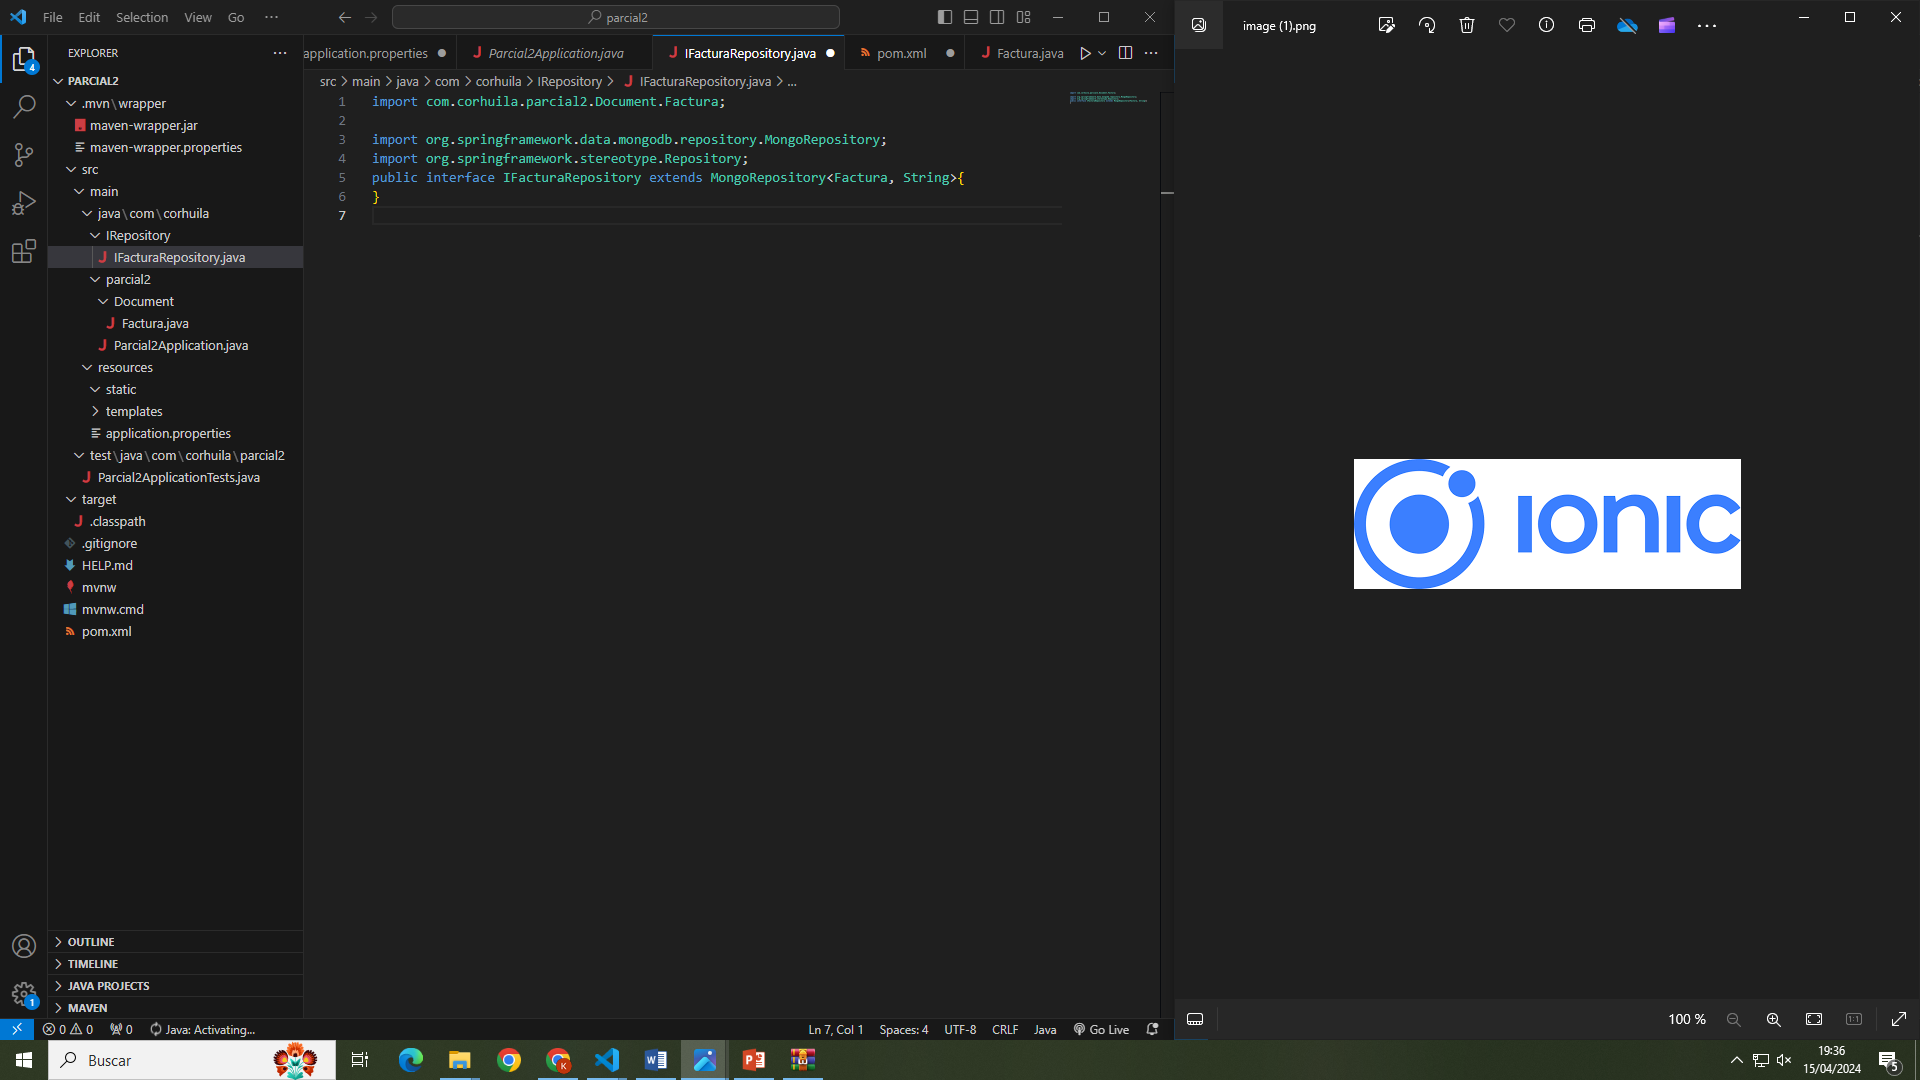 File Edit Selection View Go ···
parcial2
EXPLORER
PARCIAL2
.mvn\wrapper
maven-wrapper.jar
maven-wrapper.properties
src
main
java\com\corhuila
IRepository
IFacturaRepository.java
parcial2
Document
Factura.java
Parcial2Application.java
resources
static
templates
application.properties
test\java\com\corhuila\parcial2
Parcial2ApplicationTests.java
target
.classpath
.gitignore
HELP.md
mvnw
mvnw.cmd
pom.xml
OUTLINE
TIMELINE
JAVA PROJECTS
MAVEN
application.properties Parcial2Application.java IFacturaRepository.java pom.xml Factura.java
src > main > java > com > corhuila > IRepository > IFacturaRepository.java > ...
1 import com.corhuila.parcial2.Document.Factura;
2
3 import org.springframework.data.mongodb.repository.MongoRepository;
4 import org.springframework.stereotype.Repository;
5 public interface IFacturaRepository extends MongoRepository<Factura, String>{
6 }
7
4
1
0 0 0 Java: Activating... Ln 7, Col 1 Spaces: 4 UTF-8 CRLF Java Go Live
image (1).png
IONIC
100 %
1:1
Buscar
K
19:36
15/04/2024
5